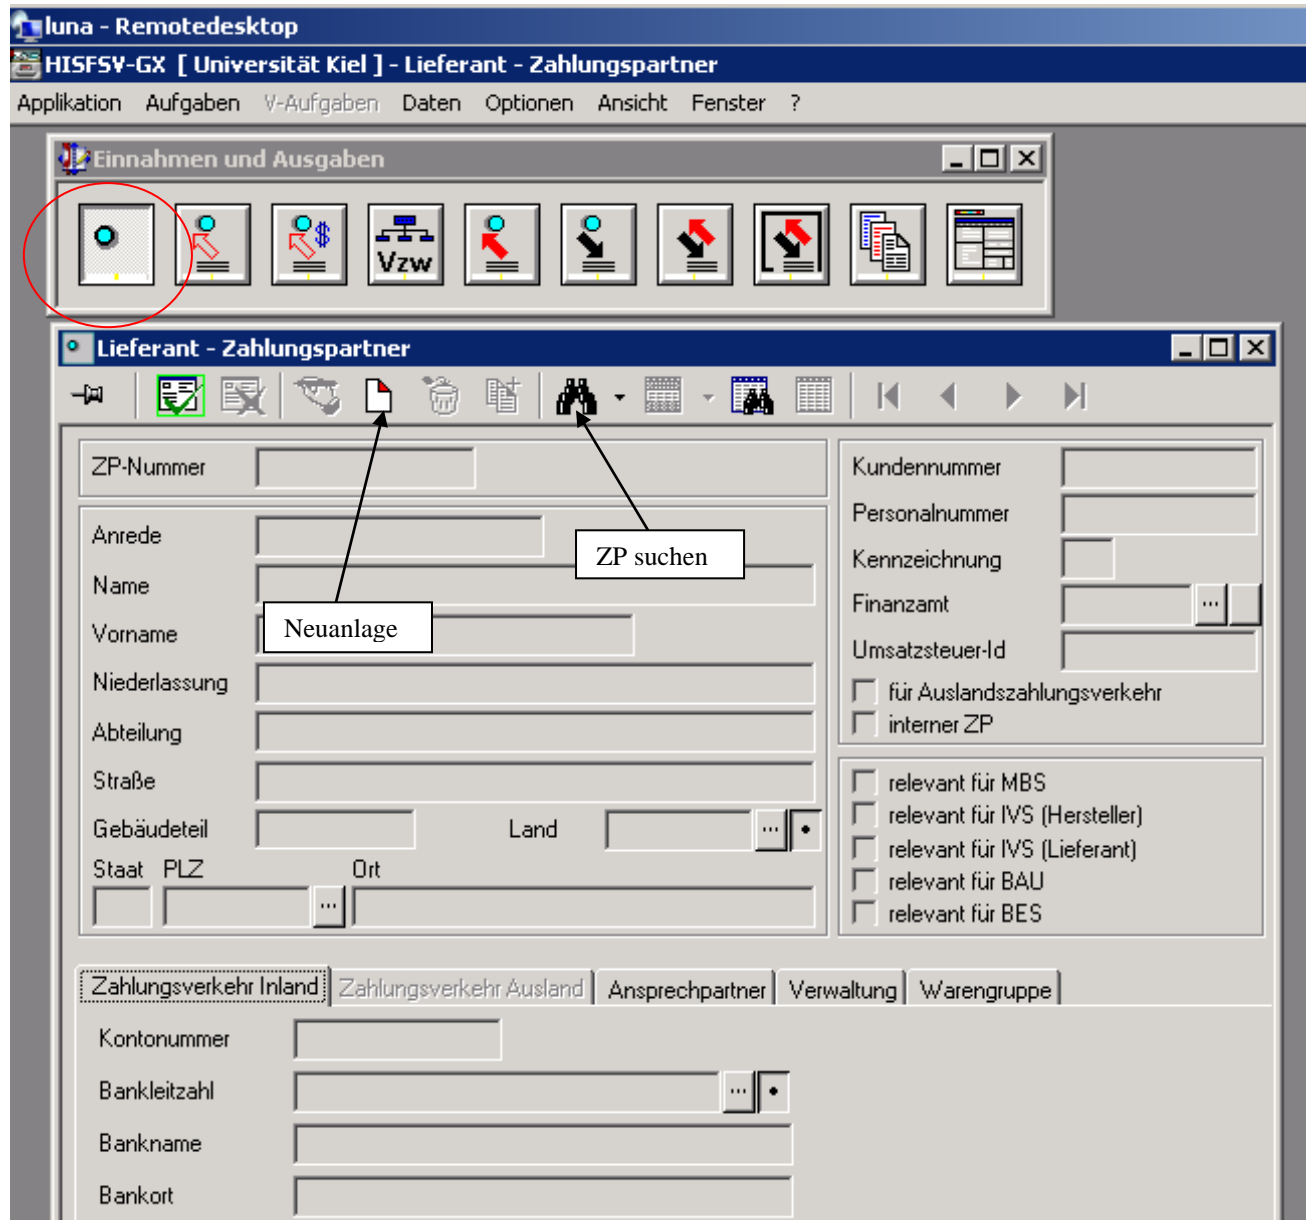 luna - Remotedesktop
HISFSV-GX [ Universität Kiel ] - Lieferant - Zahlungspartner
Applikation Aufgaben V-Aufgaben Daten Optionen Ansicht Fenster ?
Einnahmen und Ausgaben
$
Vzw
Lieferant - Zahlungspartner
ZP-Nummer
Anrede
Name
Vorname
Niederlassung
Abteilung
Straße
Gebäudeteil Land
Staat PLZ Ort
ZP suchen
Neuanlage
Kundennummer
Personalnummer
Kennzeichnung
Finanzamt ...
Umsatzsteuer-Id
für Auslandszahlungsverkehr
interner ZP
relevant für MBS
relevant für IVS (Hersteller)
relevant für IVS (Lieferant)
relevant für BAU
relevant für BES
Zahlungsverkehr Inland Zahlungsverkehr Ausland Ansprechpartner Verwaltung Warengruppe
Kontonummer
Bankleitzahl ...
Bankname
Bankort